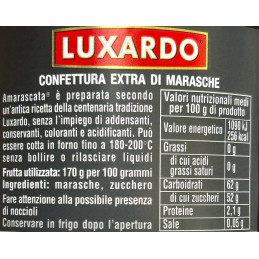 LUXARDO®
CONFETTURA EXTRA DI MARASCHE
Amarascata® è preparata secondo
un'antica ricetta della centenaria tradizione
Luxardo, senza l'impiego di addensanti,
conservanti, coloranti e acidificanti. Può
essere cotta in forno fino a 180-200°C
senza bollire o rilasciare liquidi
Frutta utilizzata: 170 g per 100 grammi
Ingredienti: marasche, zucchero
Fare attenzione alla possibile presenza
di noccioli
Conservare in frigo dopo l'apertura
Valori nutrizionali medi
per 100 g di prodotto
Valore energetico 1090 kJ
256 kcal
Grassi 0 g
di cui acidi
grassi saturi 0 g
Carboidrati 62 g
di cui zuccheri 52 g
Proteine 2,1 g
Sale 0,05 g